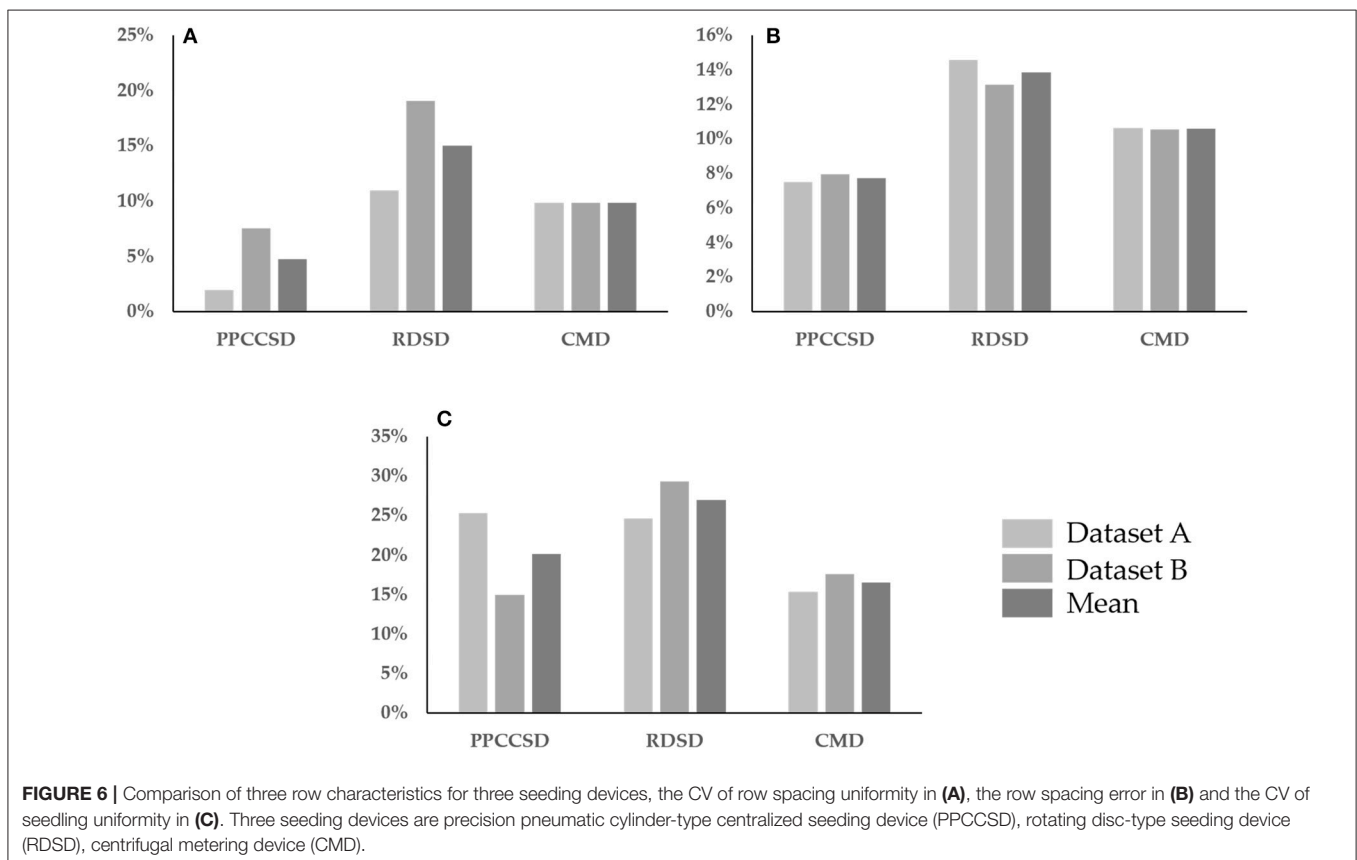 A
25%
20%
15%
10%
5%
0%
PPCCSD RDSD CMD
B
16%
14%
12%
10%
8%
6%
4%
2%
0%
PPCCSD RDSD CMD
C
35%
30%
25%
20%
15%
10%
5%
0%
PPCCSD RDSD CMD
Dataset A
Dataset B
Mean
FIGURE 6 | Comparison of three row characteristics for three seeding devices, the CV of row spacing uniformity in (A), the row spacing error in (B) and the CV of
seedling uniformity in (C). Three seeding devices are precision pneumatic cylinder-type centralized seeding device (PPCCSD), rotating disc-type seeding device
(RDSD), centrifugal metering device (CMD).